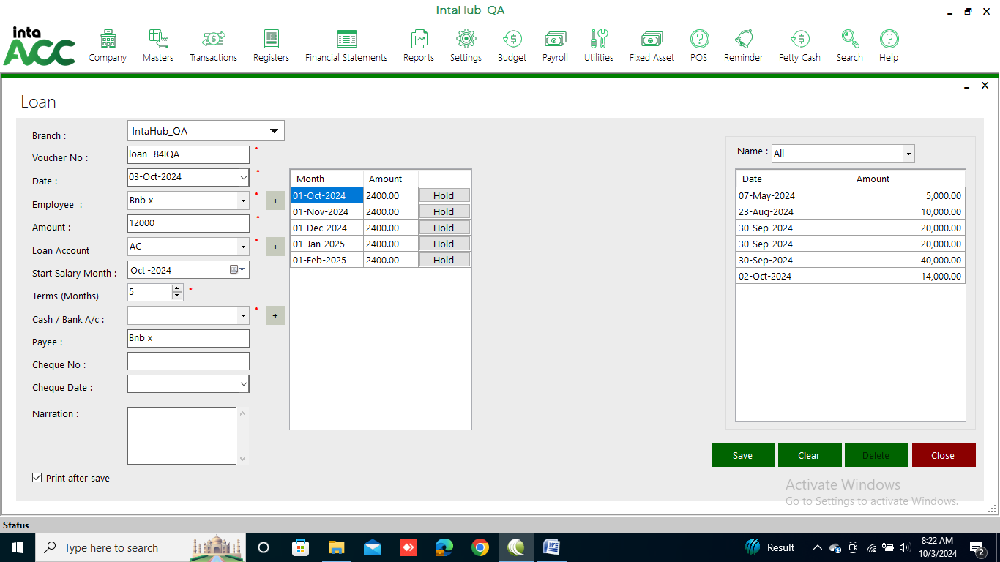 IntaHub_QA
inta
ACC
Company Masters Transactions Registers Financial Statements Reports Settings Budget Payroll Utilities Fixed Asset POS Reminder Petty Cash Search Help
Loan
Branch : IntaHub_QA
Voucher No : loan -84IQA *
Date : 03-Oct-2024 *
Employee : Bnb x * +
Amount : 12000 *
Loan Account AC * +
Start Salary Month : Oct -2024
Terms (Months) 5 *
Cash / Bank A/c : * +
Payee : Bnb x
Cheque No :
Cheque Date :
Narration :
Print after save
Month Amount
01-Oct-2024 2400.00 Hold
01-Nov-2024 2400.00 Hold
01-Dec-2024 2400.00 Hold
01-Jan-2025 2400.00 Hold
01-Feb-2025 2400.00 Hold
Name : All
Date Amount
07-May-2024 5,000.00
23-Aug-2024 10,000.00
30-Sep-2024 20,000.00
30-Sep-2024 20,000.00
30-Sep-2024 40,000.00
02-Oct-2024 14,000.00
Save Clear Delete Close
Activate Windows
Go to Settings to activate Windows.
Status
Type here to search
Result
8:22 AM
10/3/2024
2